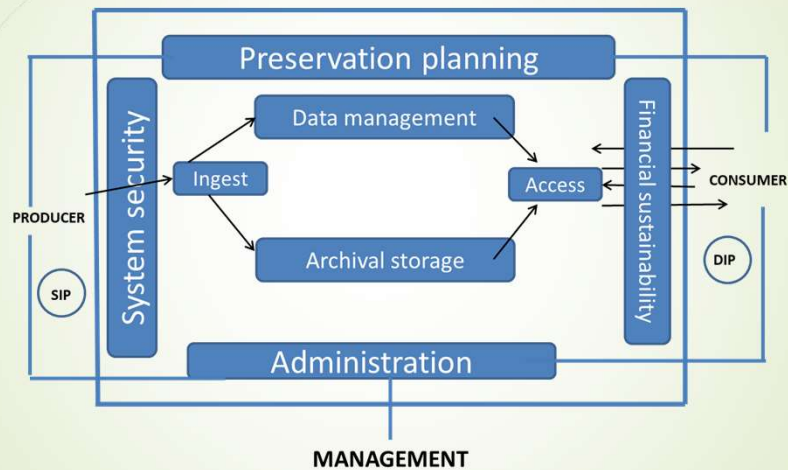 Preservation planning
System security
Data management
Financial sustainability
Ingest
Access
CONSUMER
PRODUCER
Archival storage
DIP
SIP
Administration
MANAGEMENT